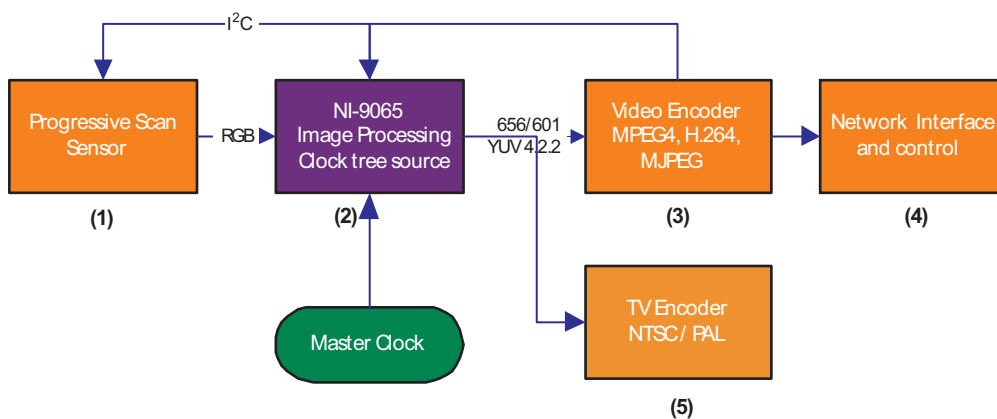 I²C
Progressive Scan
Sensor
(1)
RGB
NI-9065
Image Processing
Clock tree source
(2)
656/601
YUV 4.2.2
Video Encoder
MPEG4, H.264,
MJPEG
(3)
Network Interface
and control
(4)
Master Clock
TV Encoder
NTSC / PAL
(5)